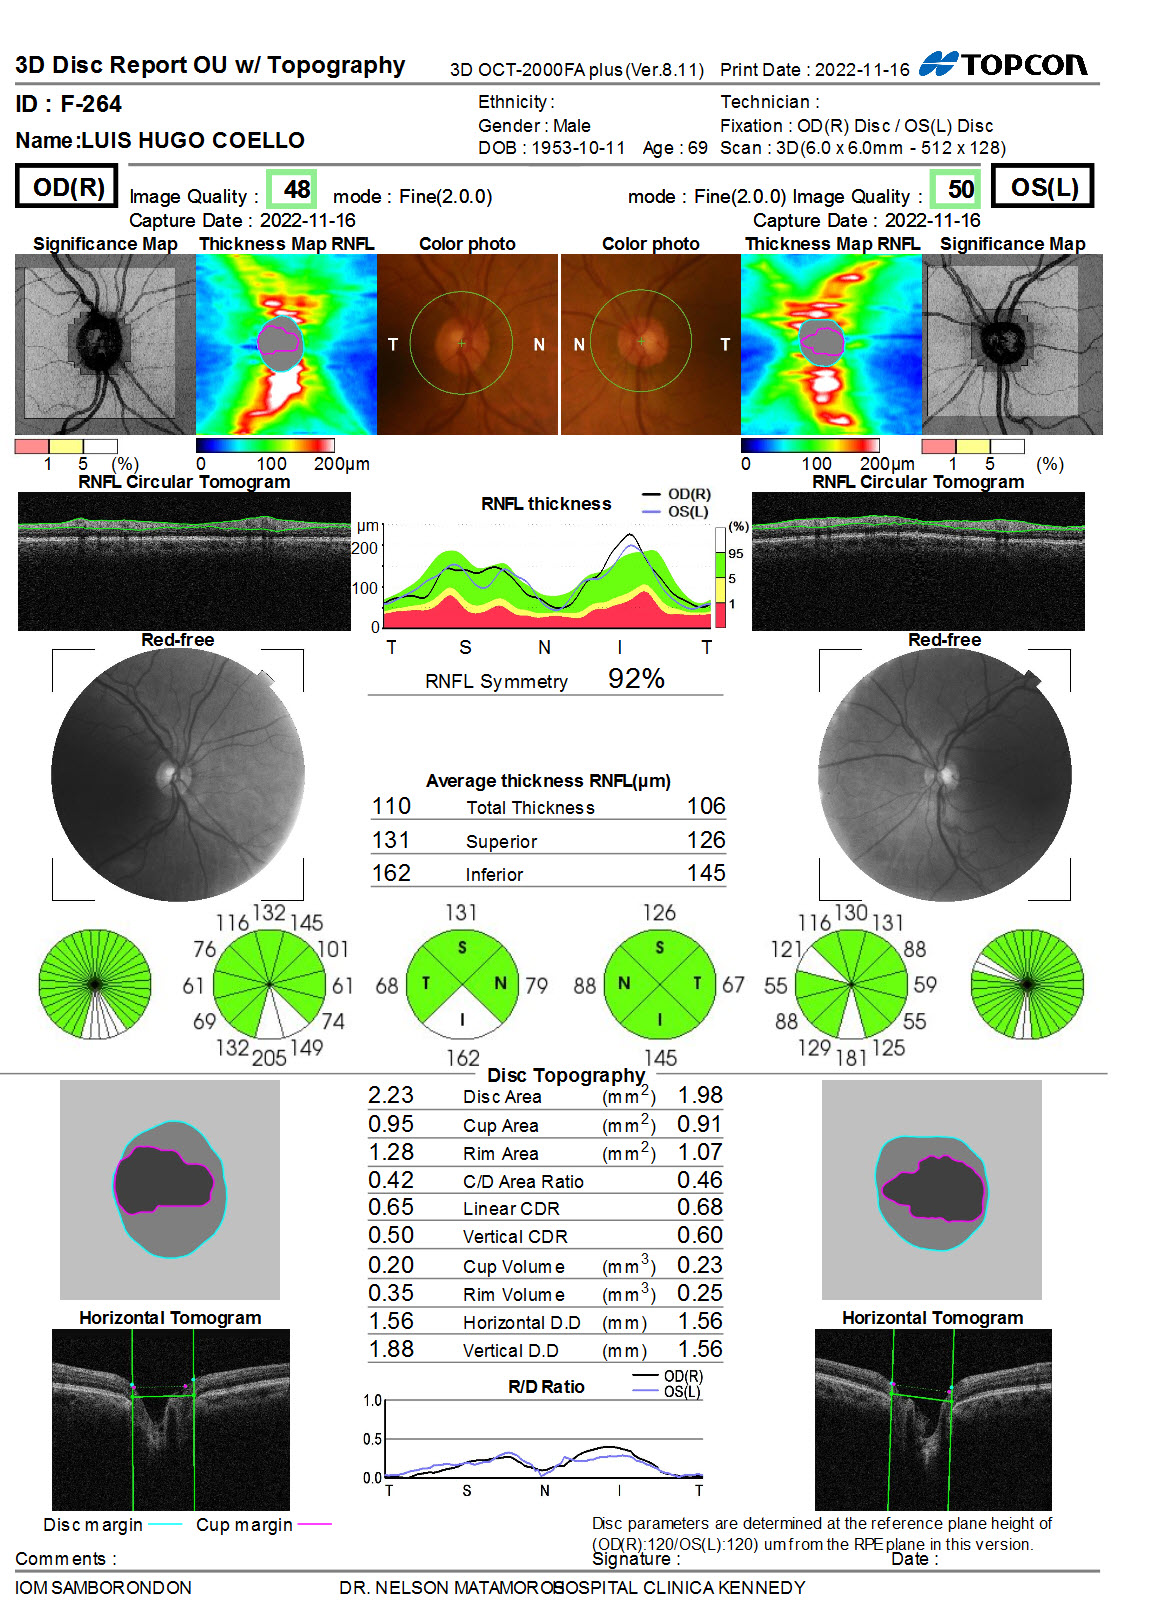 3D Disc Report OU w/ Topography 3D OCT-2000FA plus(Ver.8.11) Print Date : 2022-11-16 TOPCON
ID : F-264 Ethnicity : Technician :
Gender : Male Fixation : OD(R) Disc / OS(L) Disc
Name:LUIS HUGO COELLO DOB : 1953-10-11 Age : 69 Scan : 3D(6.0 x 6.0mm - 512 x 128)
OD(R) Image Quality : 48 mode : Fine(2.0.0) mode : Fine(2.0.0) Image Quality : 50 OS(L)
Capture Date : 2022-11-16 Capture Date : 2022-11-16
Significance Map Thickness Map RNFL Color photo Color photo Thickness Map RNFL Significance Map
T N N T
1 5 (%) 0 100 200µm 0 100 200µm 1 5 (%)
RNFL Circular Tomogram RNFL Circular Tomogram
RNFL thickness OD(R)
OS(L)
µm (%)
200 95
100 5
1
0
T S N I T
Red-free Red-free
RNFL Symmetry 92%
Average thickness RNFL(µm)
110 Total Thickness 106
131 Superior 126
162 Inferior 145
116 132 145 131 126 116 130 131
76 101 S S 121 88
61 61 68 T N 79 88 N T 67 55 59
69 74 I I 88 55
132 205 149 162 145 129 181 125
Disc Topography
2.23 Disc Area (mm2) 1.98
0.95 Cup Area (mm2) 0.91
1.28 Rim Area (mm2) 1.07
0.42 C/D Area Ratio 0.46
0.65 Linear CDR 0.68
0.50 Vertical CDR 0.60
0.20 Cup Volume (mm3) 0.23
0.35 Rim Volume (mm3) 0.25
1.56 Horizontal D.D (mm) 1.56
1.88 Vertical D.D (mm) 1.56
Horizontal Tomogram Horizontal Tomogram
R/D Ratio OD(R)
OS(L)
1.0
0.5
0.0
T S N I T
Disc margin Cup margin
Disc parameters are determined at the reference plane height of
(OD(R):120/OS(L):120) um from the RPE plane in this version.
Comments : Signature : Date :
IOM SAMBORONDON DR. NELSON MATAMOROS HOSPITAL CLINICA KENNEDY